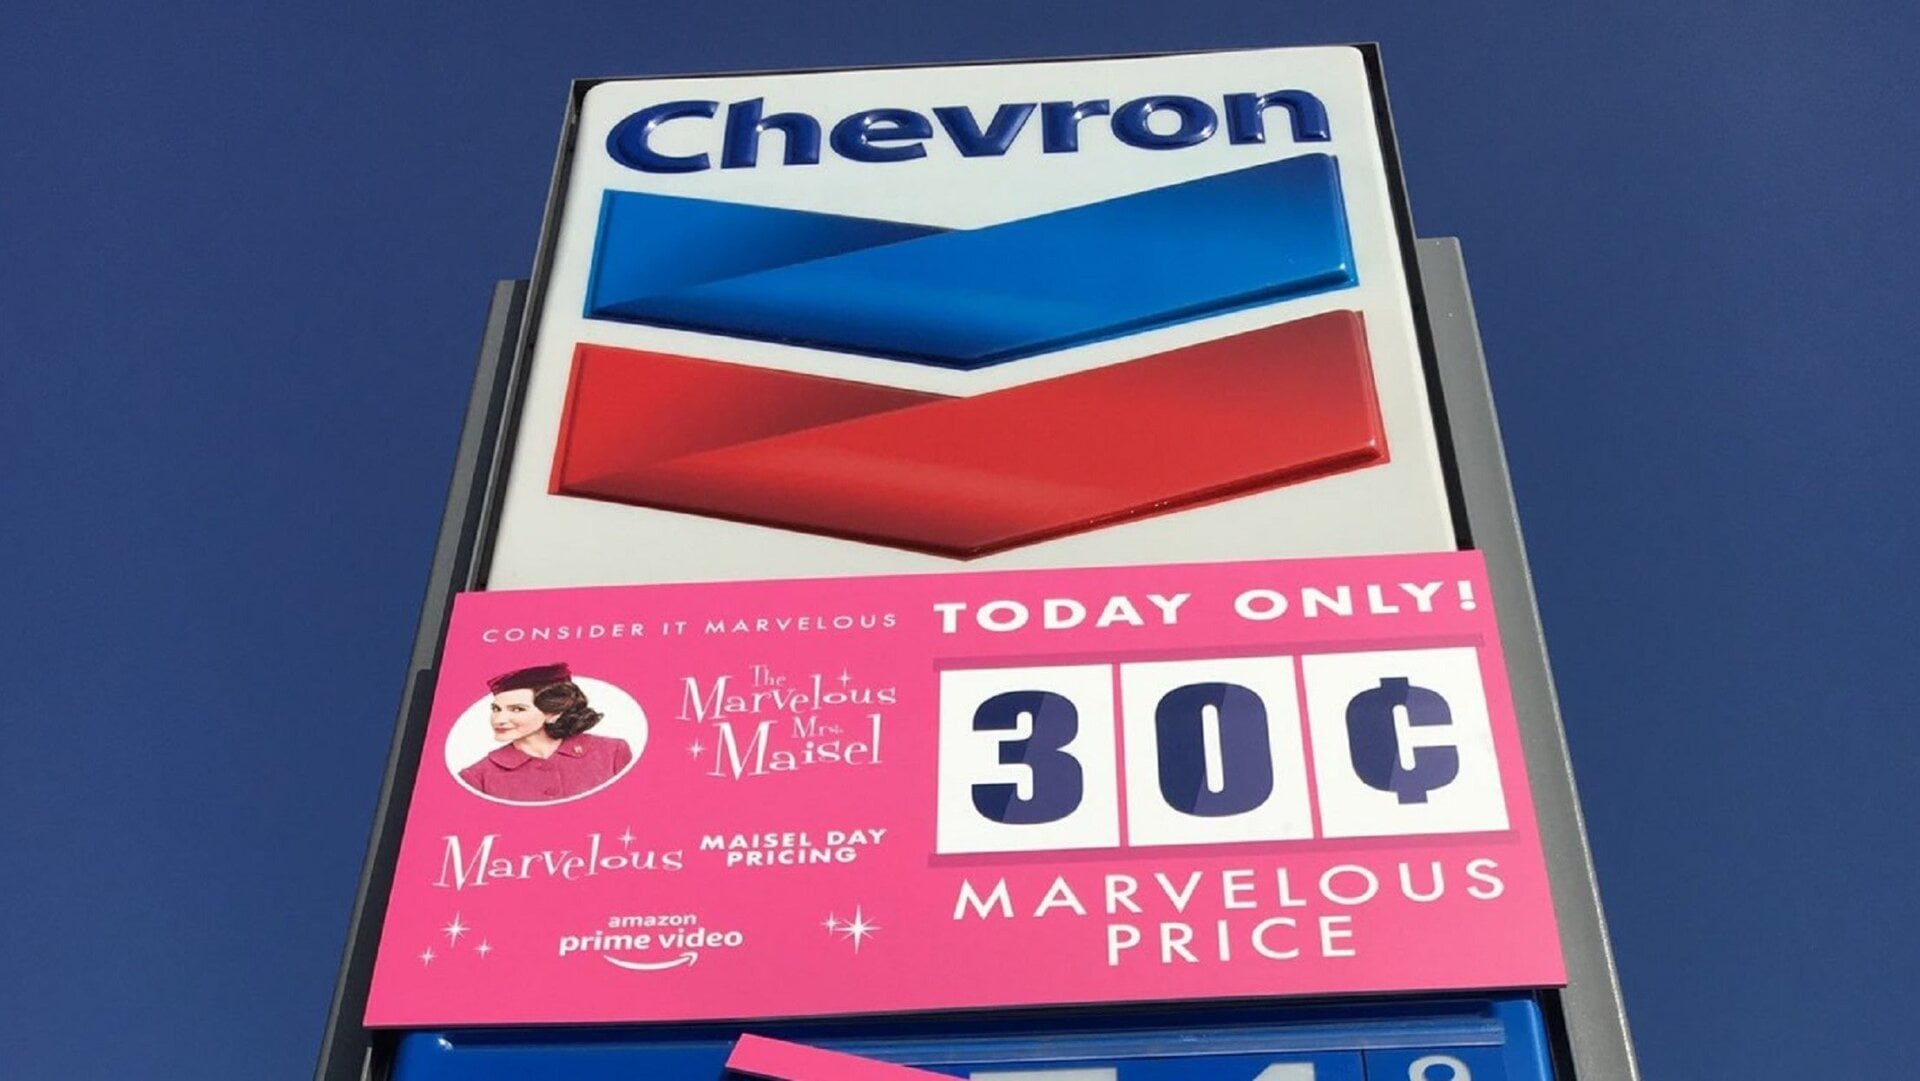 Chevron
CONSIDER IT MARVELOUS
The
Marvelous
Mrs.
Maisel
Marvelous
MAISEL DAY
PRICING
amazon
prime video
TODAY ONLY!
30¢
MARVELOUS
PRICE